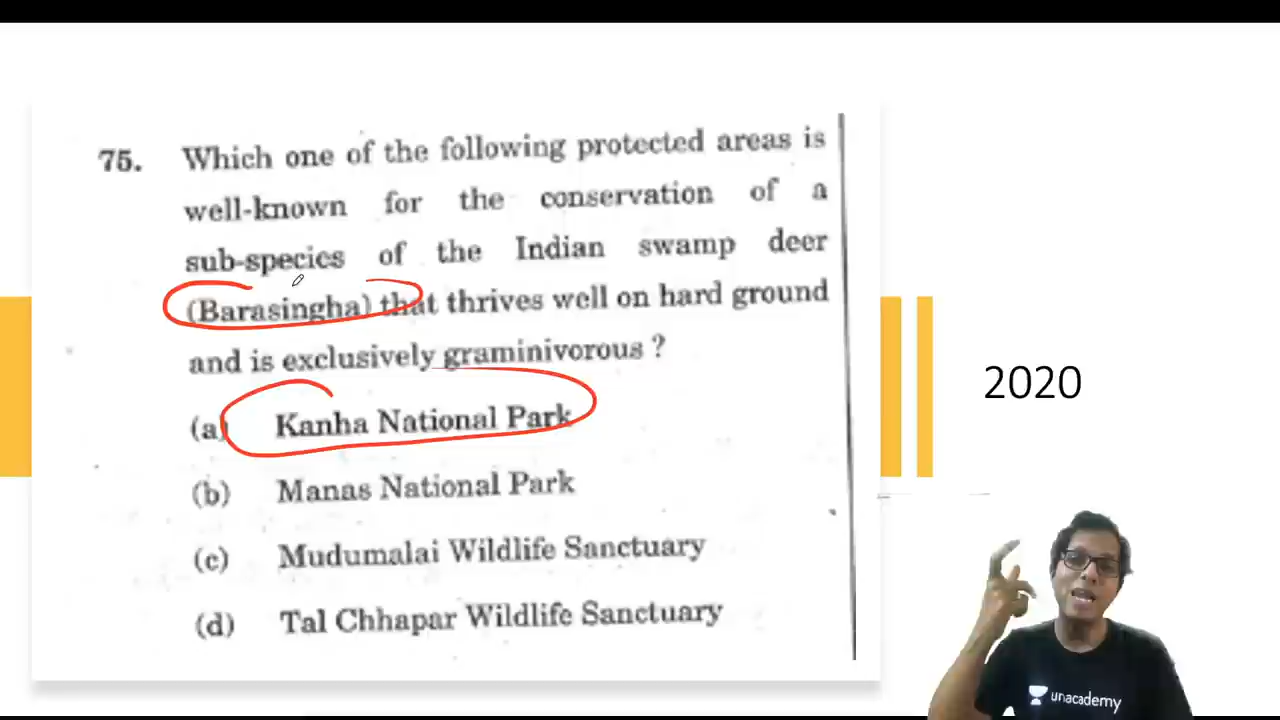 75. Which one of the following protected areas is
well-known for the conservation of a
sub-species of the Indian swamp deer
(Barasingha) that thrives well on hard ground
and is exclusively graminivorous ?
(a) Kanha National Park
(b) Manas National Park
(c) Mudumalai Wildlife Sanctuary
(d) Tal Chhapar Wildlife Sanctuary
2020
unacademy